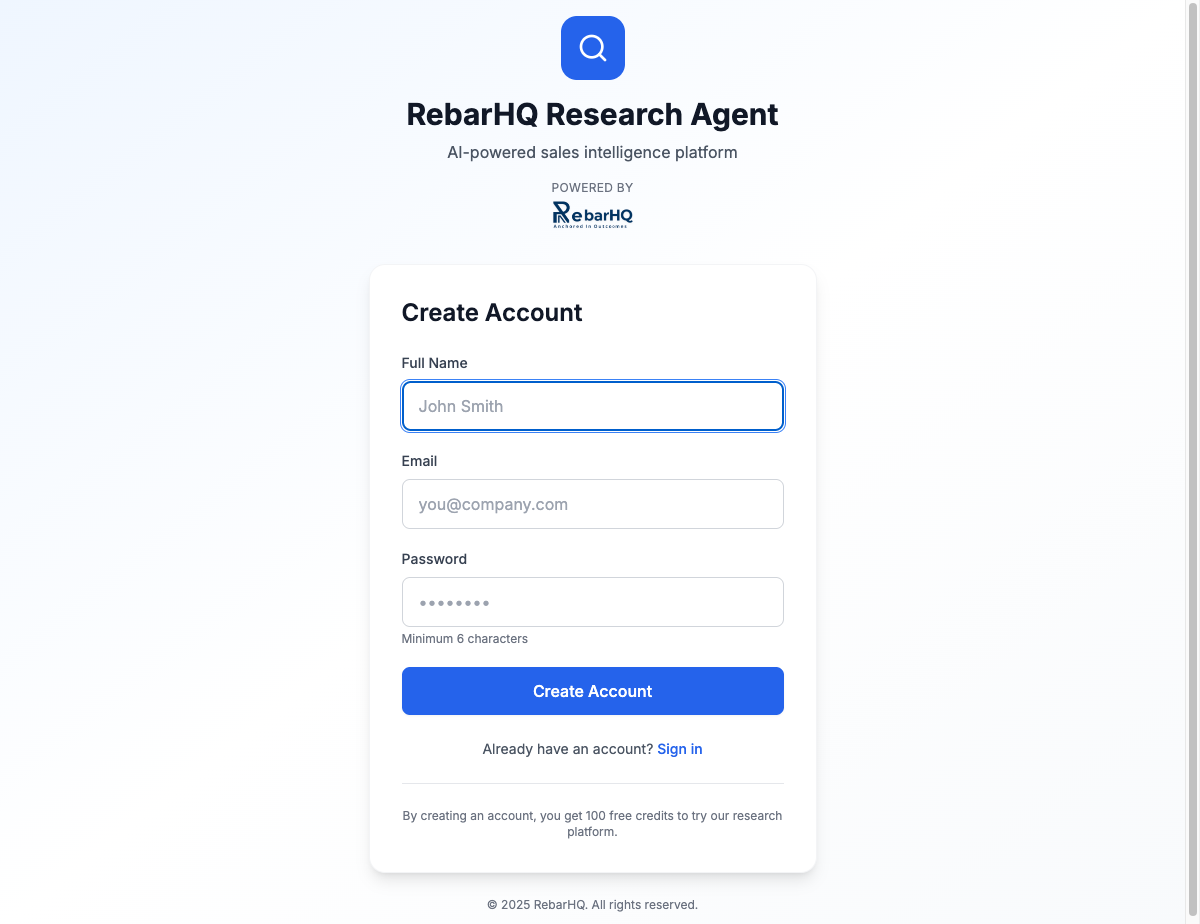 RebarHQ Research Agent
AI-powered sales intelligence platform
POWERED BY
RebarHQ
Anchored in Outcomes
Create Account
Full Name
John Smith
Email
you@company.com
Password
••••••••
Minimum 6 characters
Create Account
Already have an account? Sign in
By creating an account, you get 100 free credits to try our research
platform.
© 2025 RebarHQ. All rights reserved.